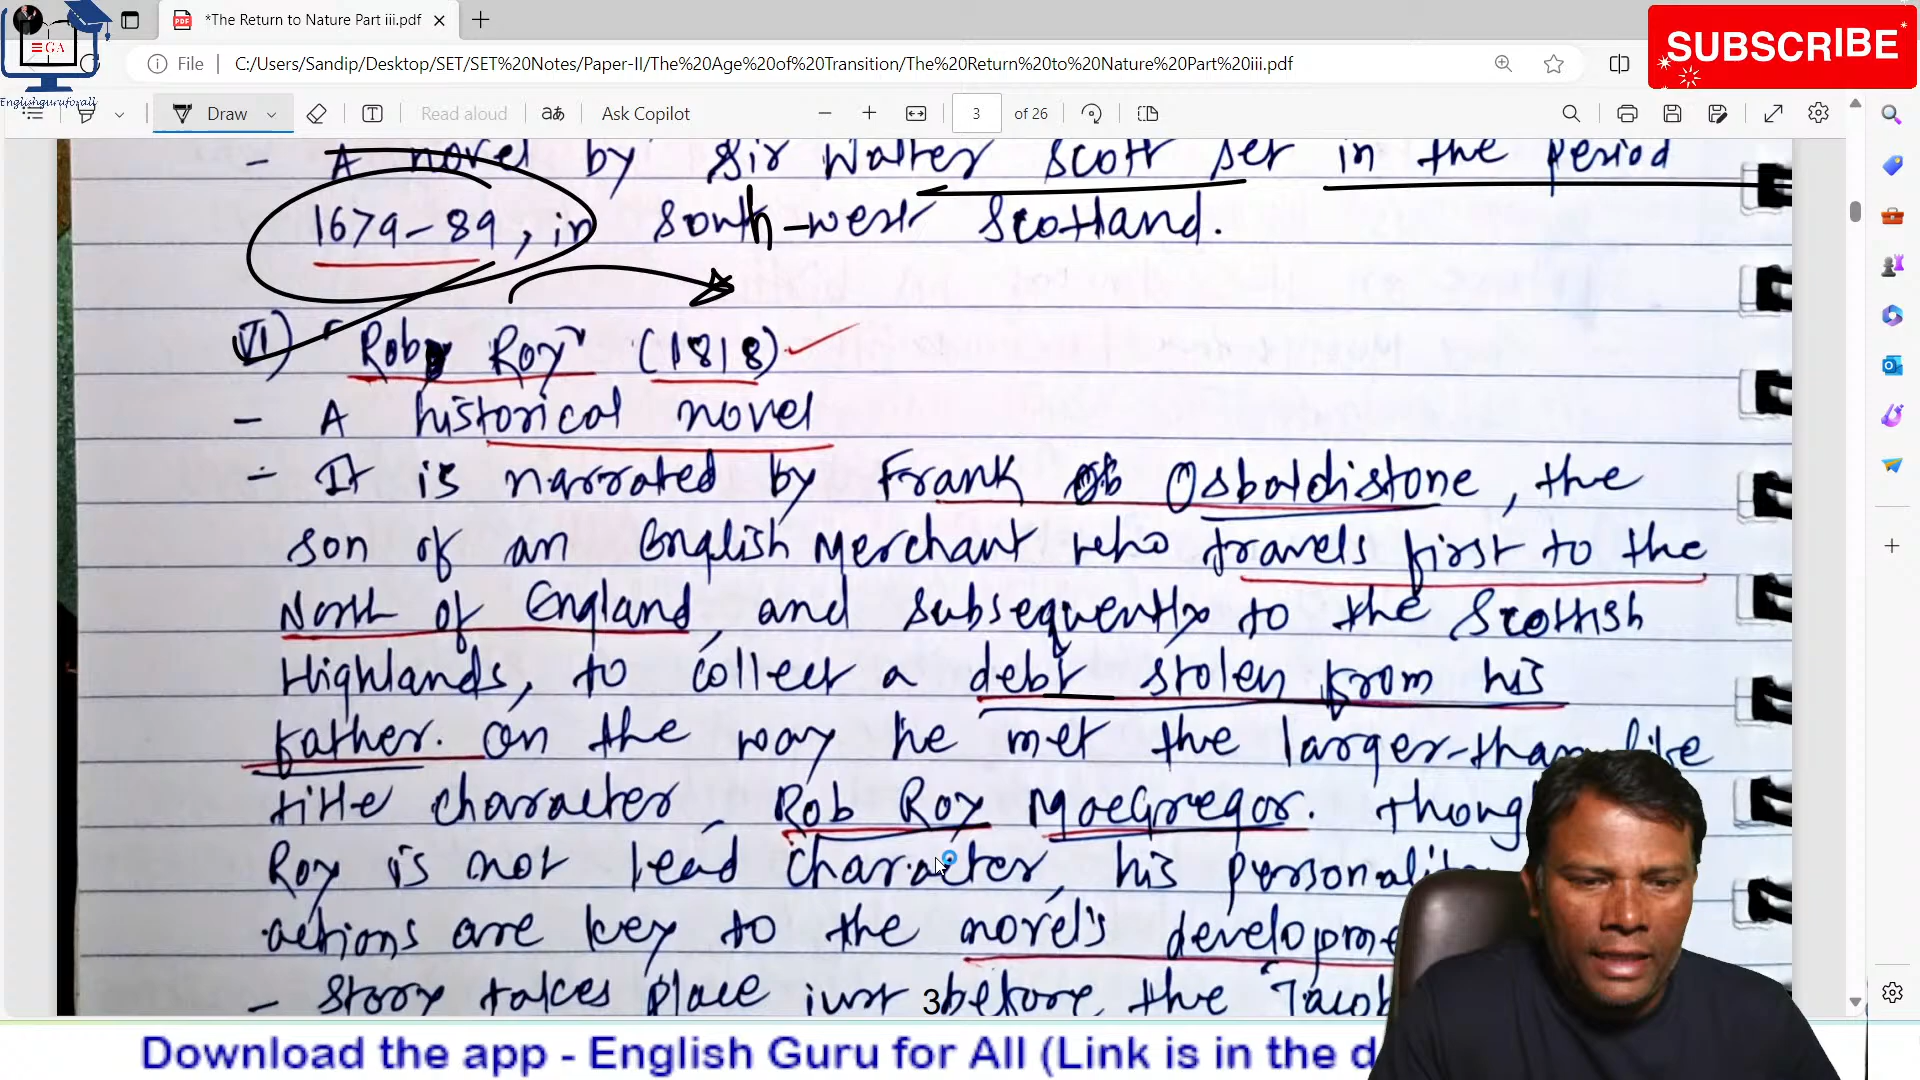 *The Return to Nature Part iii.pdf
SUBSCRIBE
GA
Englishguruforall
File
C:/Users/Sandip/Desktop/SET/SET%20Notes/Paper-II/The%20Age%20of%20Transition/The%20Return%20to%20Nature%20Part%20iii.pdf
Draw
Read aloud
Ask Copilot
3 of 26
- A novel by Sir Walter Scott set in the period
1679-89, in South-west Scotland.
VI) "Rob Roy" (1818)
- A historical novel
- It is narrated by Frank Osbaldistone, the
son of an English Merchant who travels first to the
North of England, and subsequently to the Scottish
Highlands, to collect a debt stolen from his
father. On the way he met the larger-than
title character, Rob Roy MacGregor. Though
Roy is not lead character, his
actions are key to the novel's
- Story takes place just before the
3
Download the app - English Guru for All (Link is in the